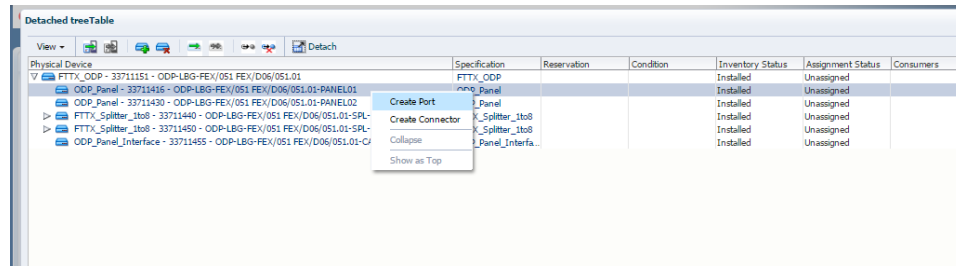 Detached treeTable
View Detach
Physical Device Specification Reservation Condition Inventory Status Assignment Status Consumers
FTTX_ODP - 33711151 - ODP-LBG-FEX/051 FEX/D06/051.01 FTTX_ODP Installed Unassigned
ODP_Panel - 33711416 - ODP-LBG-FEX/051 FEX/D06/051.01-PANEL01 ODP_Panel Installed Unassigned
ODP_Panel - 33711430 - ODP-LBG-FEX/051 FEX/D06/051.01-PANEL02 Create Port _Panel Installed Unassigned
FTTX_Splitter_1to8 - 33711440 - ODP-LBG-FEX/051 FEX/D06/051.01-SPL- Create Connector X_Splitter_1to8 Installed Unassigned
FTTX_Splitter_1to8 - 33711450 - ODP-LBG-FEX/051 FEX/D06/051.01-SPL- X_Splitter_1to8 Installed Unassigned
ODP_Panel_Interface - 33711455 - ODP-LBG-FEX/051 FEX/D06/051.01-CA Collapse _Panel_Interfa... Installed Unassigned
Show as Top